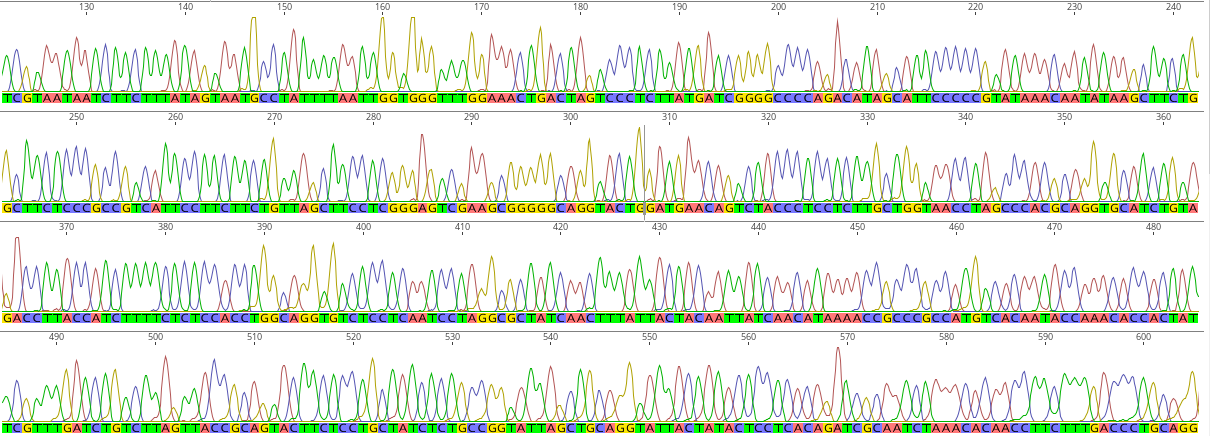 130 140 150 160 170 180 190 200 210 220 230 240
TCGTAATAATCTTCTTTATAGTAATGCCTATTTTAATTGGTGGGTTTGGAAACTGACTAGTCCCTCTTATGATCGGGGCCCCAGACATAGCATTCCCCCGTATAAACAATATAAGCTTCTG
250 260 270 280 290 300 310 320 330 340 350 360
GCTTCTCCCGCCGTCATTCCTTCTTCTGTTAGCTTCCTCGGGAGTCGAAGCGGGGGCAGGTACTGGATGAACAGTCTACCCTCCTCTTGCTGGTAACCTAGCCCACGCAGGTGCATCTGTA
370 380 390 400 410 420 430 440 450 460 470 480
GACCTTACCATCTTTTCTCTCCACCTGGCAGGTGTCTCCTCAATCCTAGGCGCTATCAACTTTATTACTACAATTATCAACATAAAACCGCCCGCCATGTCACAATACCAAACACCACTAT
490 500 510 520 530 540 550 560 570 580 590 600
TCGTTTGATCTGTCTTAGTTACCGCAGTACTTCTCCTGCTATCTCTGCCGGTATTAGCTGCAGGTATTACTATACTCCTCACAGATCGCAATCTAAACACAACCTTCTTTGACCCTGCAGG